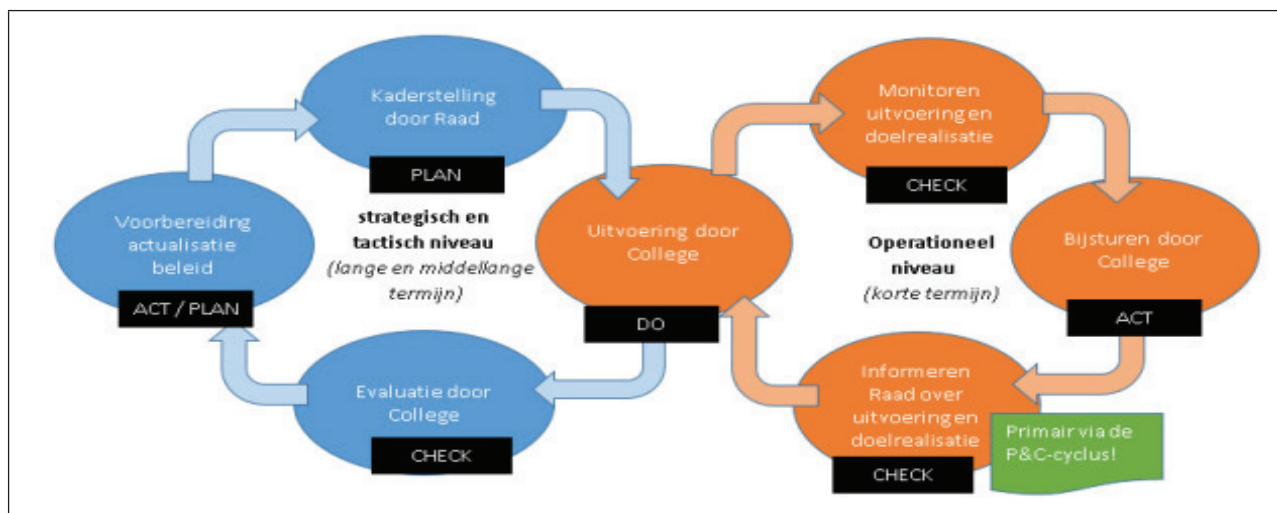 Kaderstelling
door Raad
PLAN
Voorbereiding
actualisatie
beleid
ACT / PLAN
strategisch en
tactisch niveau
(lange en middellange
termijn)
Evaluatie door
College
CHECK
Uitvoering door
College
DO
Monitoren
uitvoering en
doelrealisatie
CHECK
Operationeel
niveau
(korte termijn)
Bijsturen door
College
ACT
Informeren
Raad over
uitvoering en
doelrealisatie
CHECK
Primair via de
P&C-cyclus!